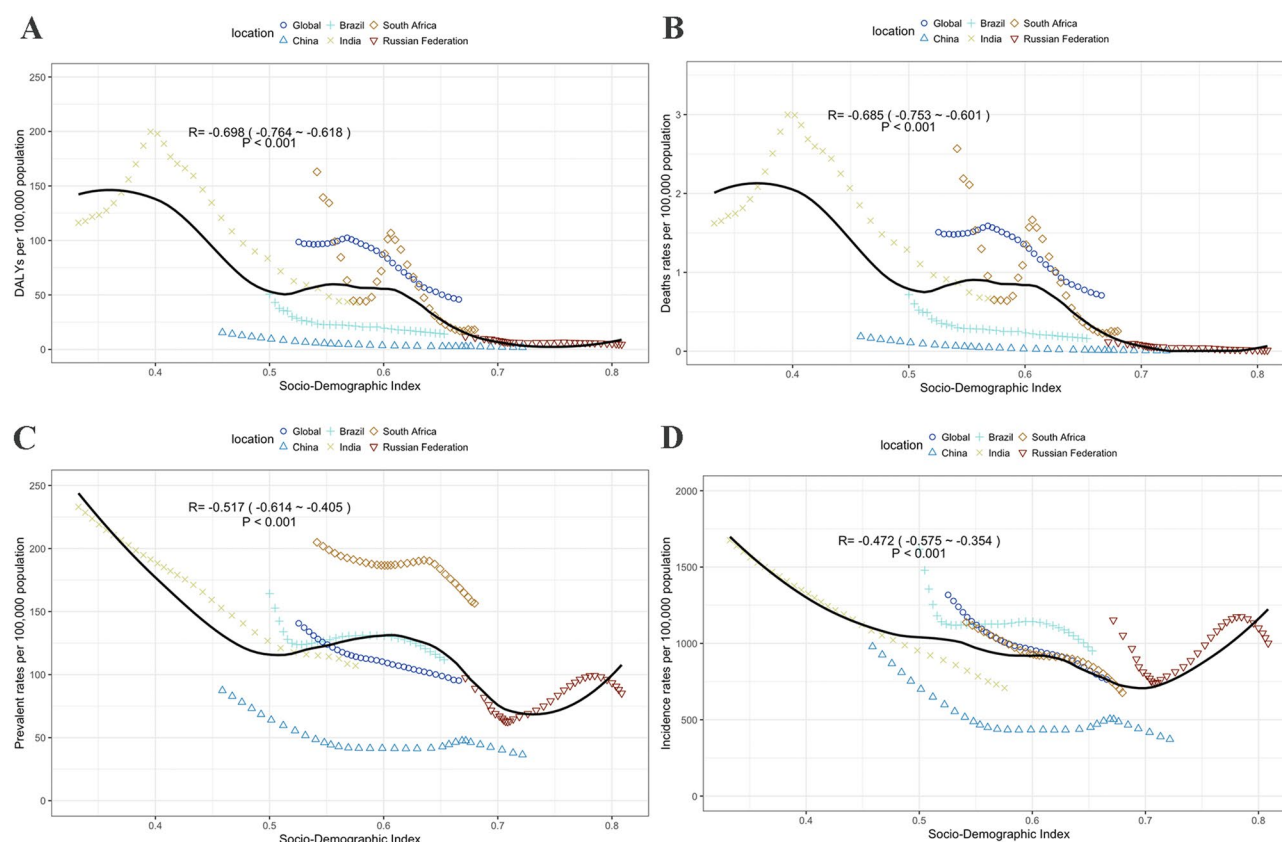 A
location Global Brazil South Africa
China India Russian Federation
DALYs per 100,000 population
250
200
150
100
50
0
R= -0.698 ( -0.764 ~ -0.618 )
P < 0.001
0.4 0.5 0.6 0.7 0.8
Socio-Demographic Index
B
location Global Brazil South Africa
China India Russian Federation
Deaths rates per 100,000 population
3
2
1
0
R= -0.685 ( -0.753 ~ -0.601 )
P < 0.001
0.4 0.5 0.6 0.7 0.8
Socio-Demographic Index
C
location Global Brazil South Africa
China India Russian Federation
Prevalent rates per 100,000 population
250
200
150
100
50
0
R= -0.517 ( -0.614 ~ -0.405 )
P < 0.001
0.4 0.5 0.6 0.7 0.8
Socio-Demographic Index
D
location Global Brazil South Africa
China India Russian Federation
Incidence rates per 100,000 population
2000
1500
1000
500
0
R= -0.472 ( -0.575 ~ -0.354 )
P < 0.001
0.4 0.5 0.6 0.7 0.8
Socio-Demographic Index